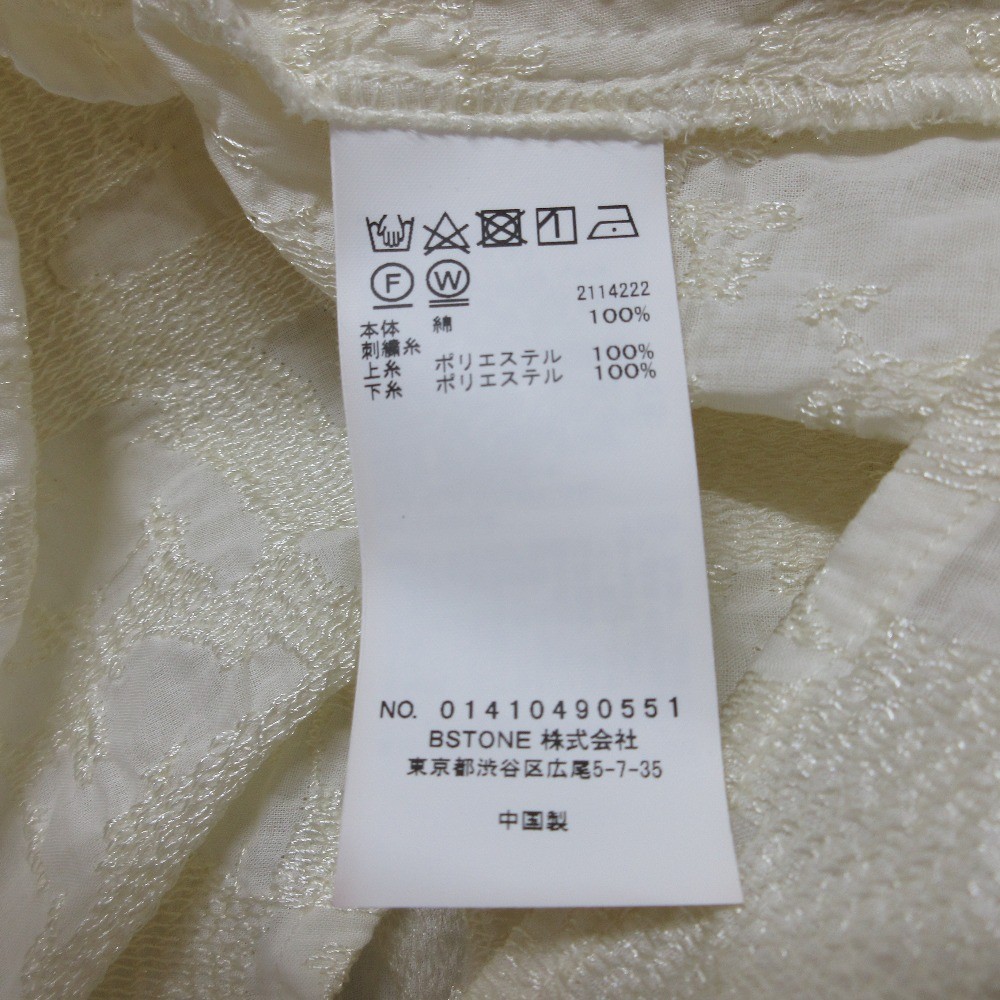 F W
2114222
本体 綿 100%
刺繍糸
上糸 ポリエステル 100%
下糸 ポリエステル 100%
NO. 01410490551
BSTONE 株式会社
東京都渋谷区広尾5-7-35
中国製